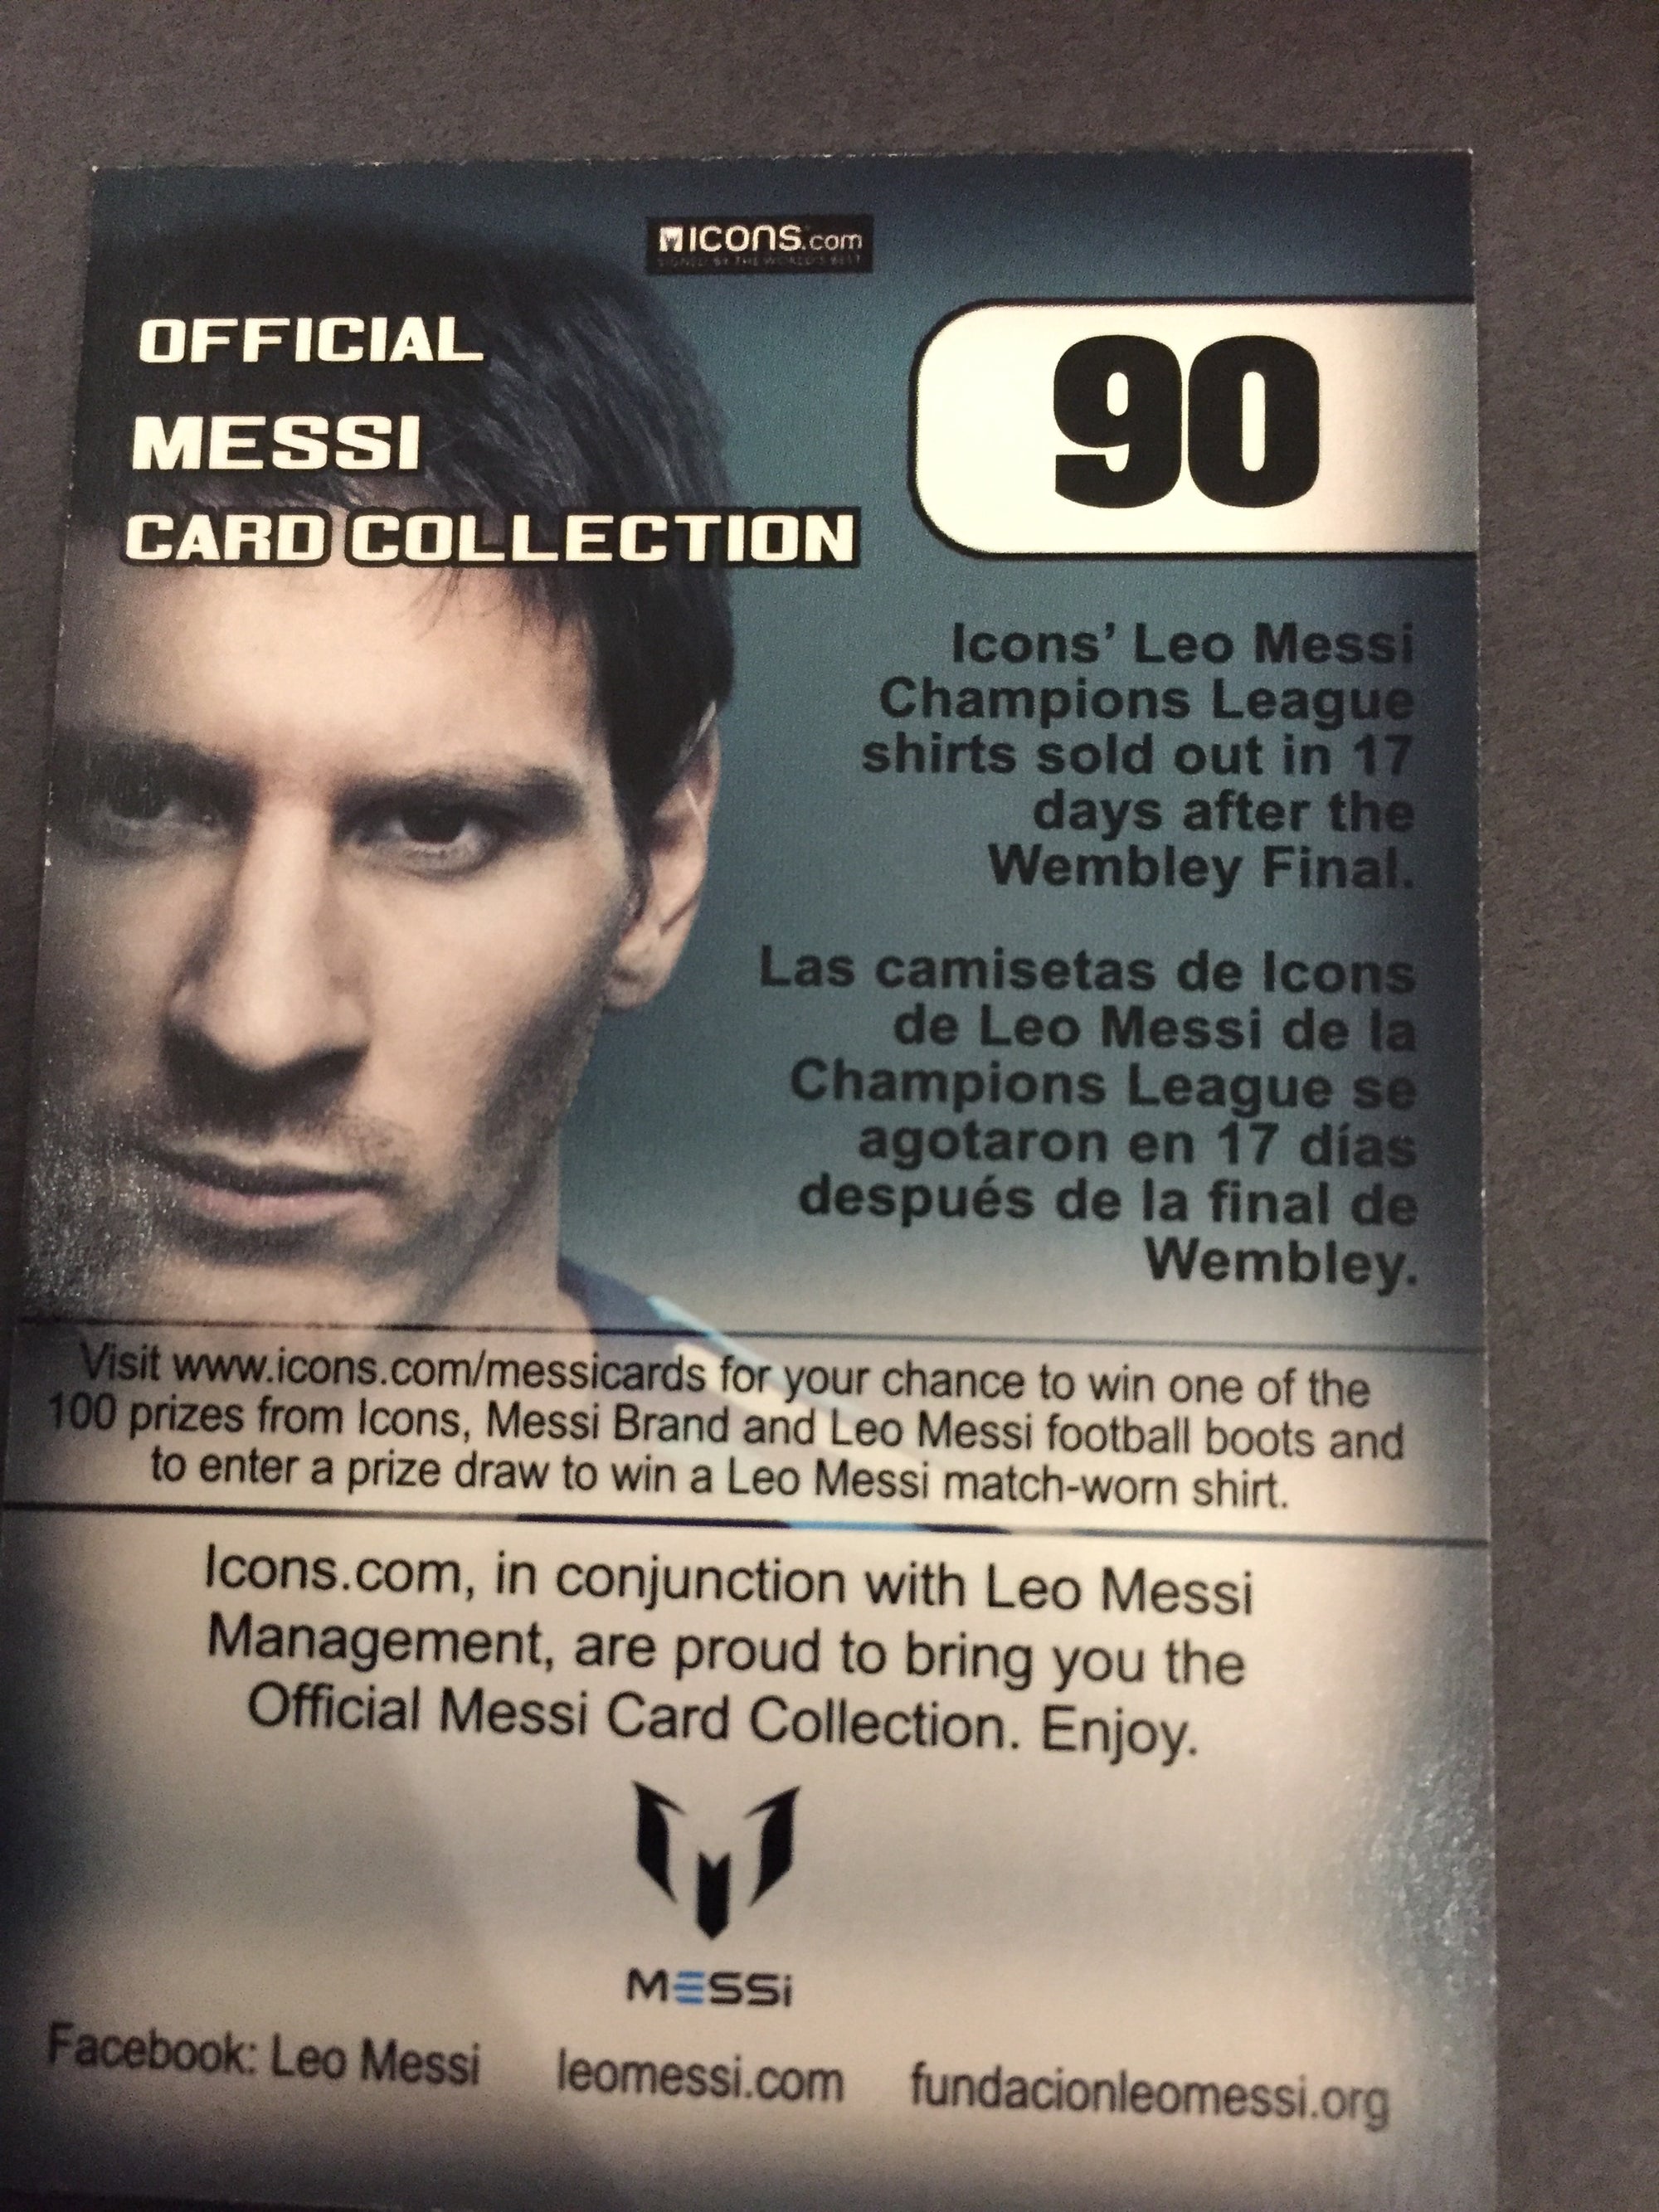 ICONS.com
SIGNED BY THE WORLD'S BEST
OFFICIAL
MESSI
CARD COLLECTION
90
Icons' Leo Messi
Champions League
shirts sold out in 17
days after the
Wembley Final.
Las camisetas de Icons
de Leo Messi de la
Champions League se
agotaron en 17 días
después de la final de
Wembley.
Visit www.icons.com/messicards for your chance to win one of the
100 prizes from Icons, Messi Brand and Leo Messi football boots and
to enter a prize draw to win a Leo Messi match-worn shirt.
Icons.com, in conjunction with Leo Messi
Management, are proud to bring you the
Official Messi Card Collection. Enjoy.
MESSi
Facebook: Leo Messi leomessi.com fundacionleomessi.org